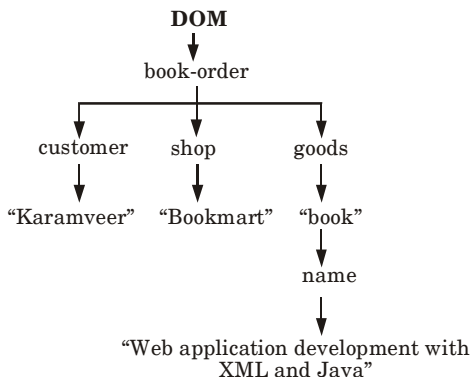 DOM
book-order
customer shop goods
“Karamveer” “Bookmart” “book”
name
“Web application development with
XML and Java”